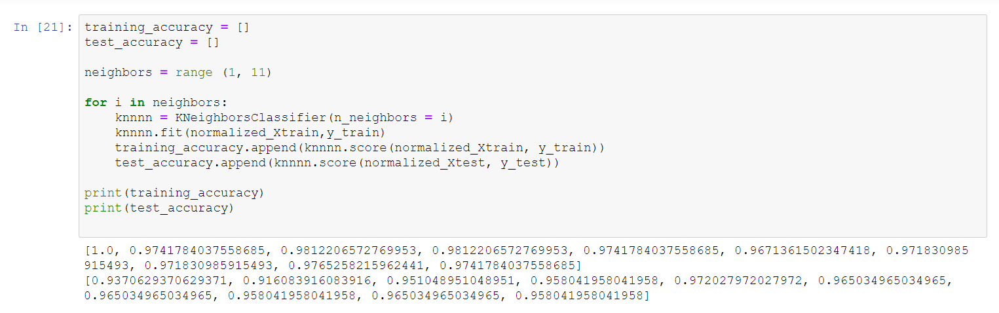 In [21]: training_accuracy = []
test_accuracy = []
neighbors = range (1, 11)
for i in neighbors:
    knnnn = KNeighborsClassifier(n_neighbors = i)
    knnnn.fit(normalized_Xtrain,y_train)
    training_accuracy.append(knnnn.score(normalized_Xtrain, y_train))
    test_accuracy.append(knnnn.score(normalized_Xtest, y_test))
print(training_accuracy)
print(test_accuracy)
[1.0, 0.9741784037558685, 0.9812206572769953, 0.9812206572769953, 0.9741784037558685, 0.9671361502347418, 0.971830985
915493, 0.971830985915493, 0.9765258215962441, 0.9741784037558685]
[0.9370629370629371, 0.916083916083916, 0.951048951048951, 0.958041958041958, 0.972027972027972, 0.965034965034965,
0.965034965034965, 0.958041958041958, 0.965034965034965, 0.958041958041958]